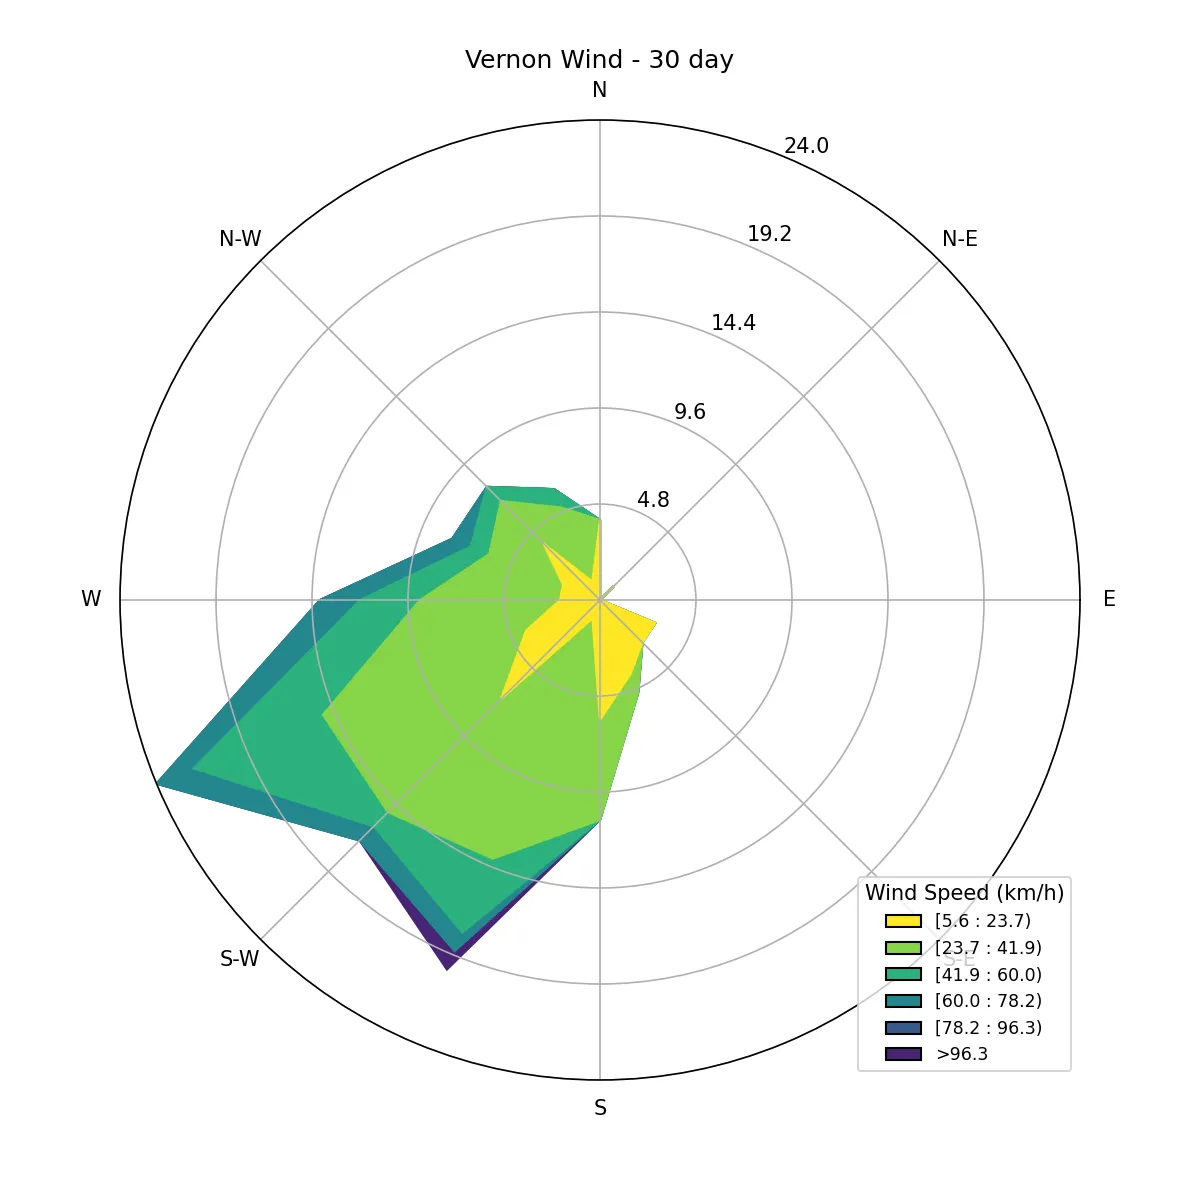 Vernon Wind - 30 day
N
24.0
N-W
19.2
N-E
14.4
9.6
4.8
W
E
S-W
S-E
S
Wind Speed (km/h)
[5.6 : 23.7)
[23.7 : 41.9)
[41.9 : 60.0)
[60.0 : 78.2)
[78.2 : 96.3)
>96.3